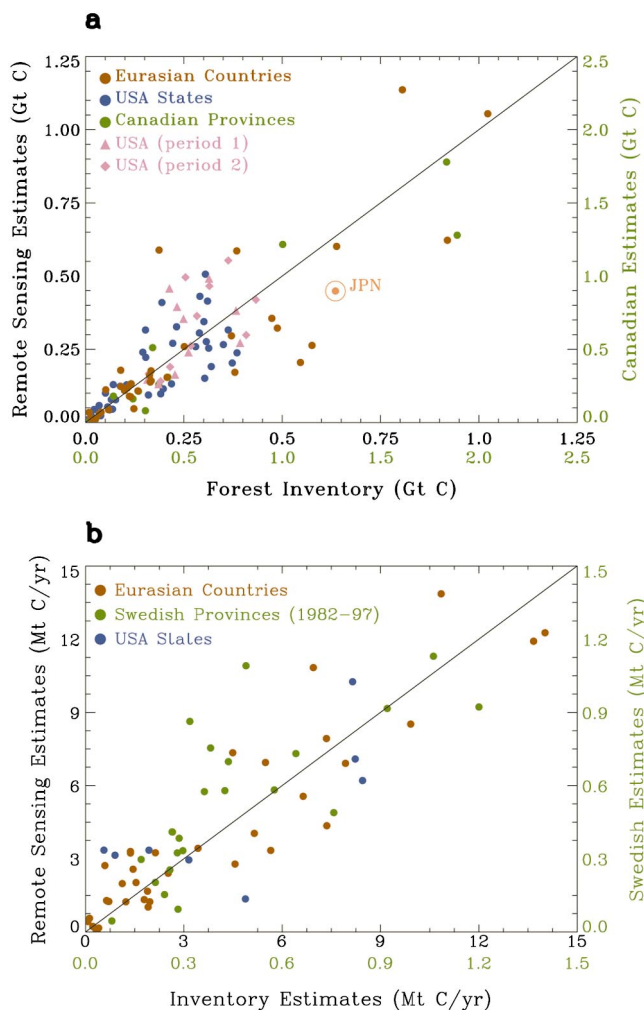 a
1.25
1.00
0.75
0.50
0.25
0.00
Remote Sensing Estimates (Gt C)
Eurasian Countries
USA States
Canadian Provinces
USA (period 1)
USA (period 2)
JPN
2.5
2.0
1.5
1.0
0.5
0.0
Canadian Estimates (Gt C)
0.00 0.25 0.50 0.75 1.00 1.25
0.0 0.5 1.0 1.5 2.0 2.5
Forest Inventory (Gt C)
b
15
12
9
6
3
0
Remote Sensing Estimates (Mt C/yr)
Eurasian Countries
Swedish Provinces (1982-97)
USA States
1.5
1.2
0.9
0.6
0.3
0.0
Swedish Estimates (Mt C/yr)
0 3 6 9 12 15
0.0 0.3 0.6 0.9 1.2 1.5
Inventory Estimates (Mt C/yr)